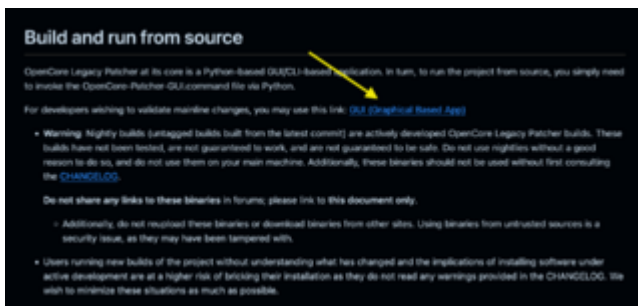 Build and run from source
OpenCore Legacy Patcher at its core is a Python-based GUI/CLI-based application. In turn, to run the project from source, you simply need
to invoke the OpenCore-Patcher-GUI.command file via Python.
For developers wishing to validate mainline changes, you may use this link: GUI (Graphical Based App)
• Warning: Nightly builds (untagged builds built from the latest commit) are actively developed OpenCore Legacy Patcher builds. These
builds have not been tested, are not guaranteed to work, and are not guaranteed to be safe. Do not use nightlies without a good
reason to do so, and do not use them on your main machine. Additionally, these binaries should not be used without first consulting
the CHANGELOG.
Do not share any links to these binaries in forums; please link to this document only.
◦ Additionally, do not reupload these binaries or download binaries from other sites. Using binaries from untrusted sources is a
security issue, as they may have been tampered with.
• Users running new builds of the project without understanding what has changed and the implications of installing software under
active development are at a higher risk of bricking their installation as they do not read any warnings provided in the CHANGELOG. We
wish to minimize these situations as much as possible.